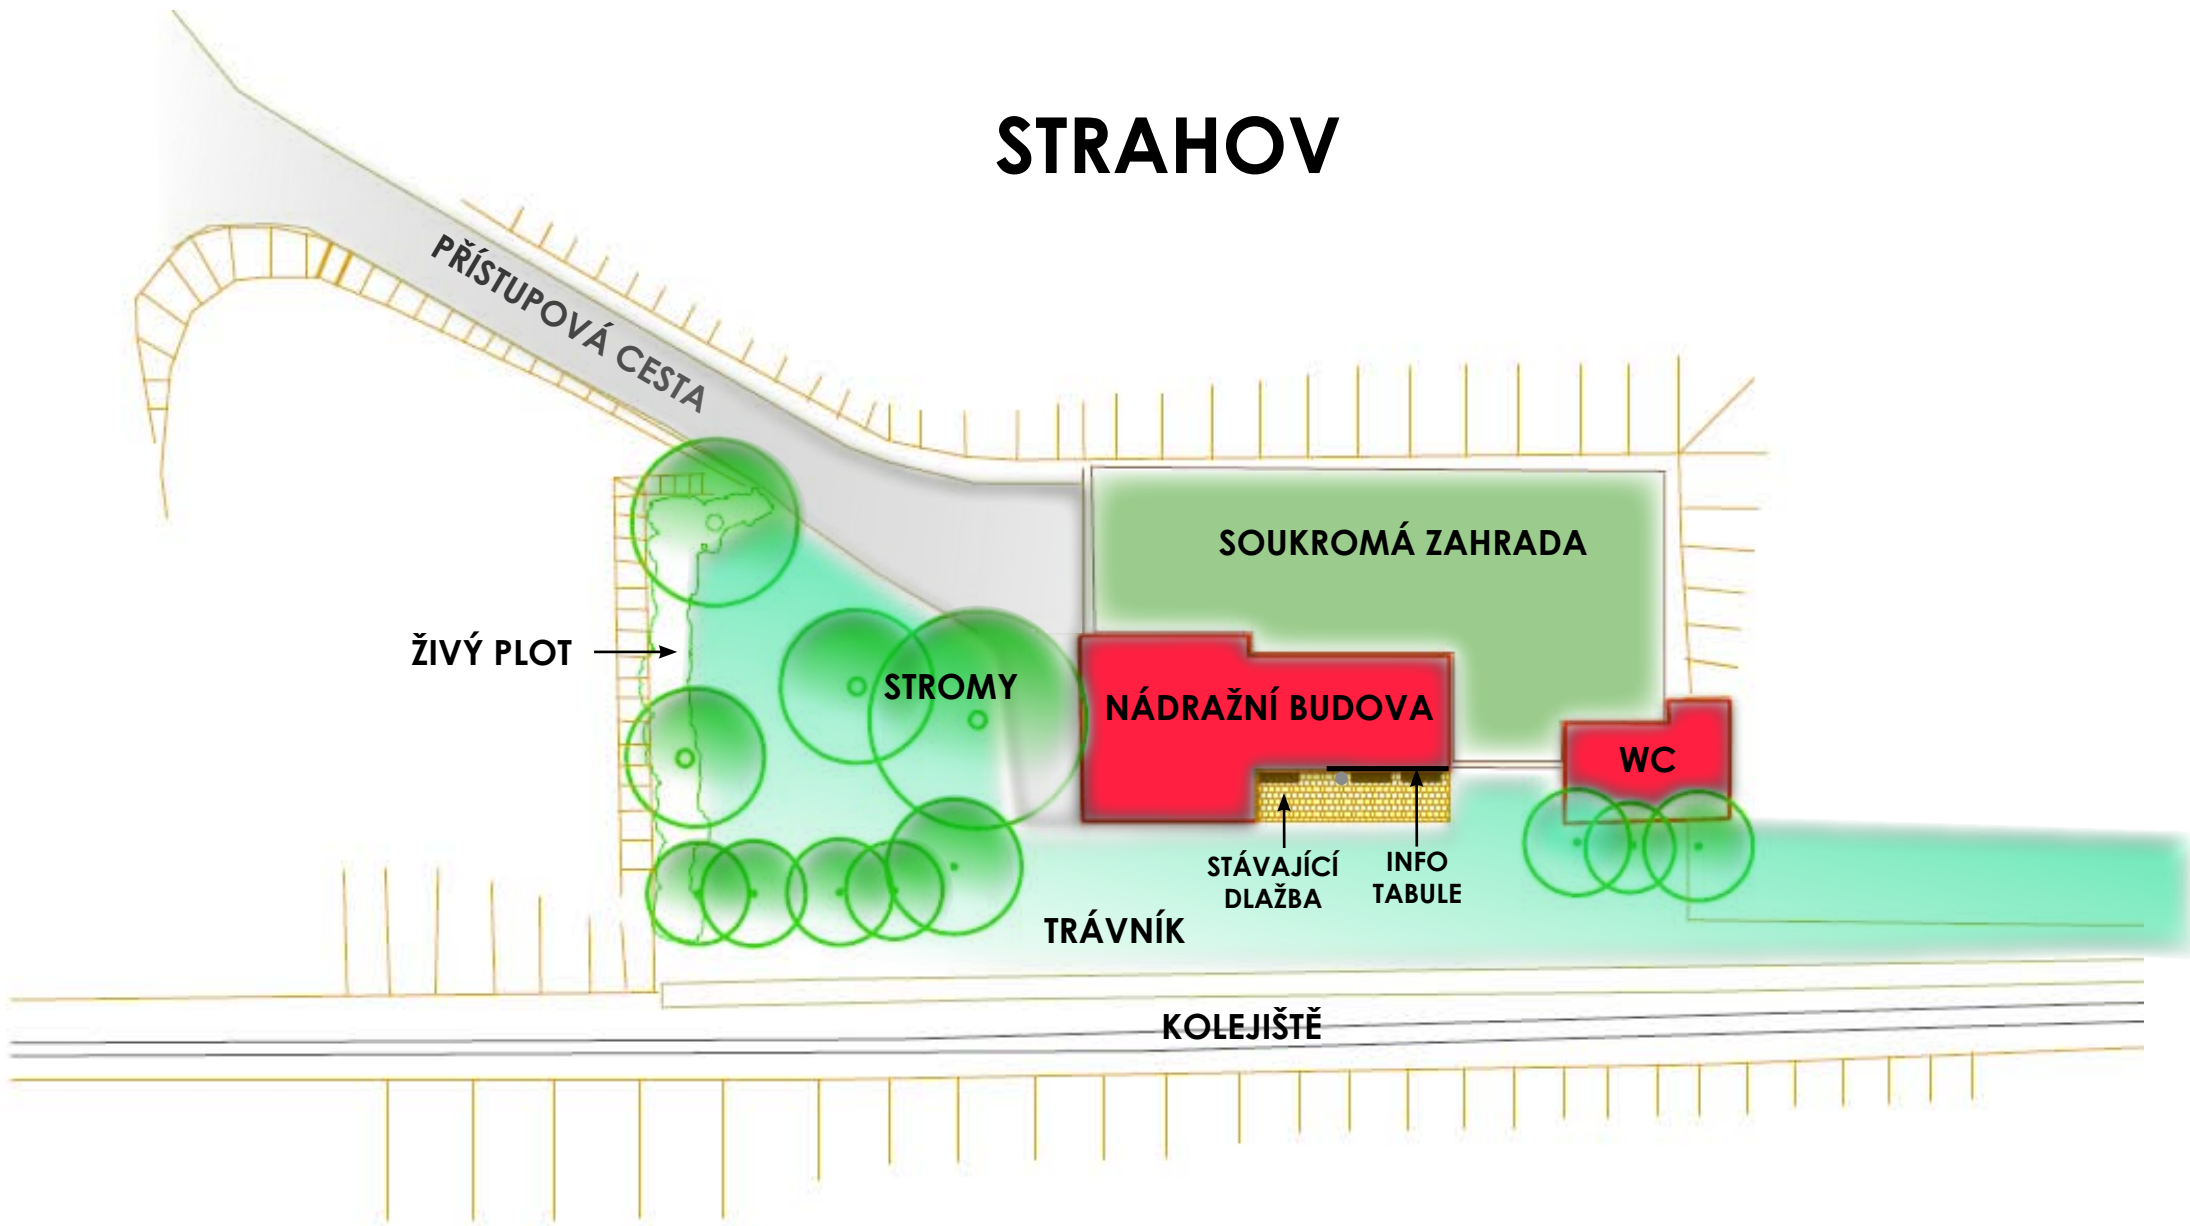 STRAHOV
PŘÍSTUPOVÁ CESTA
SOUKROMÁ ZAHRADA
ŽIVÝ PLOT
STROMY
NÁDRAŽNÍ BUDOVA
WC
STÁVAJÍCÍ
DLAŽBA
INFO
TABULE
TRÁVNÍK
KOLEJIŠTĚ